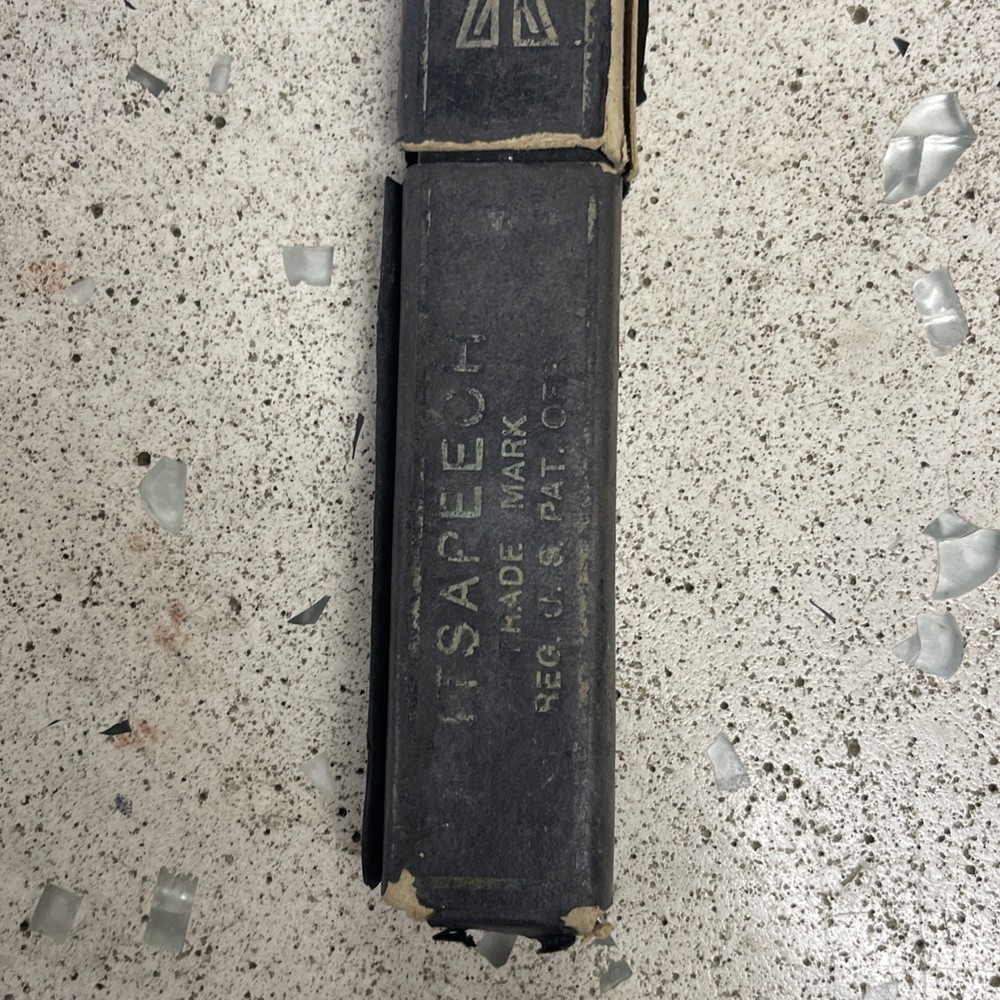 ITSAPEECH
TRADE MARK
REG. U.S. PAT. OFF